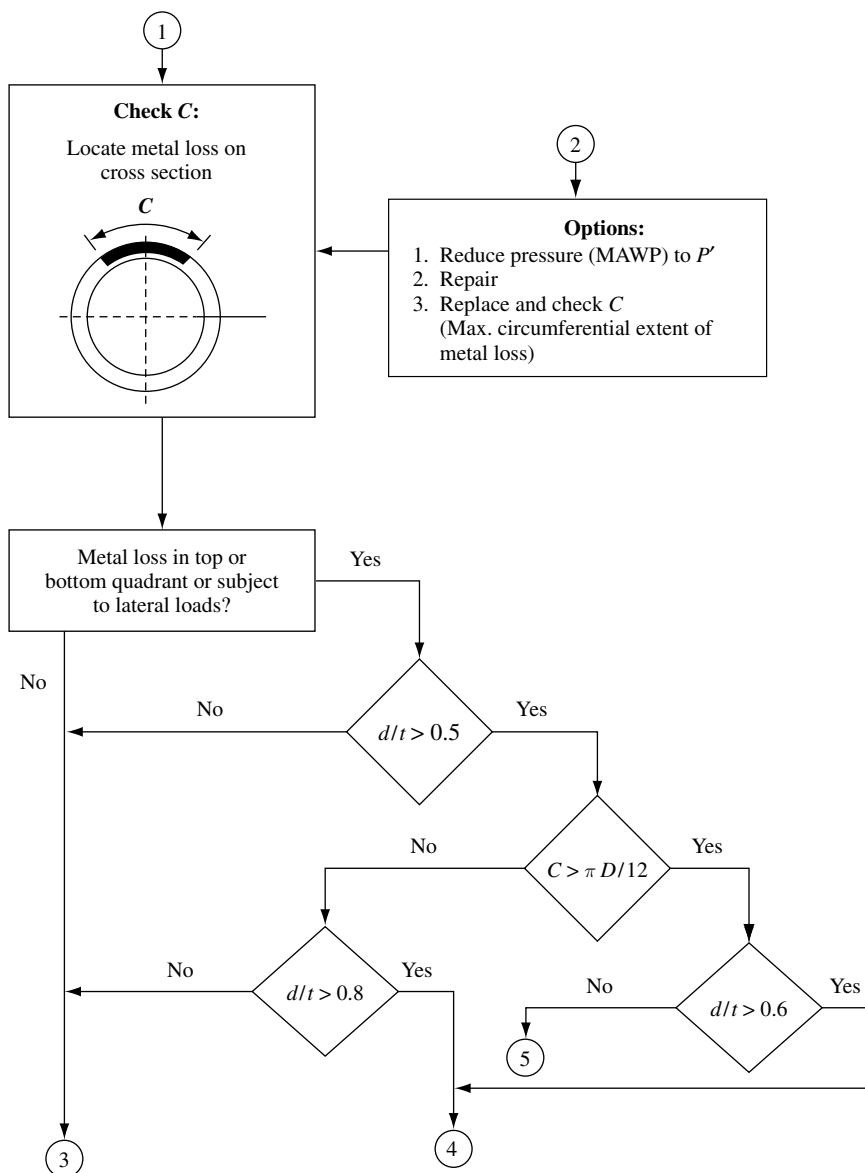 1
Check C:
Locate metal loss on
cross section
C
2
Options:
1. Reduce pressure (MAWP) to P′
2. Repair
3. Replace and check C
(Max. circumferential extent of
metal loss)
Metal loss in top or
bottom quadrant or subject
to lateral loads?
Yes
No
No
d/t > 0.5
Yes
No
C > π D/12
Yes
No
d/t > 0.8
Yes
No
d/t > 0.6
Yes
5
3
4